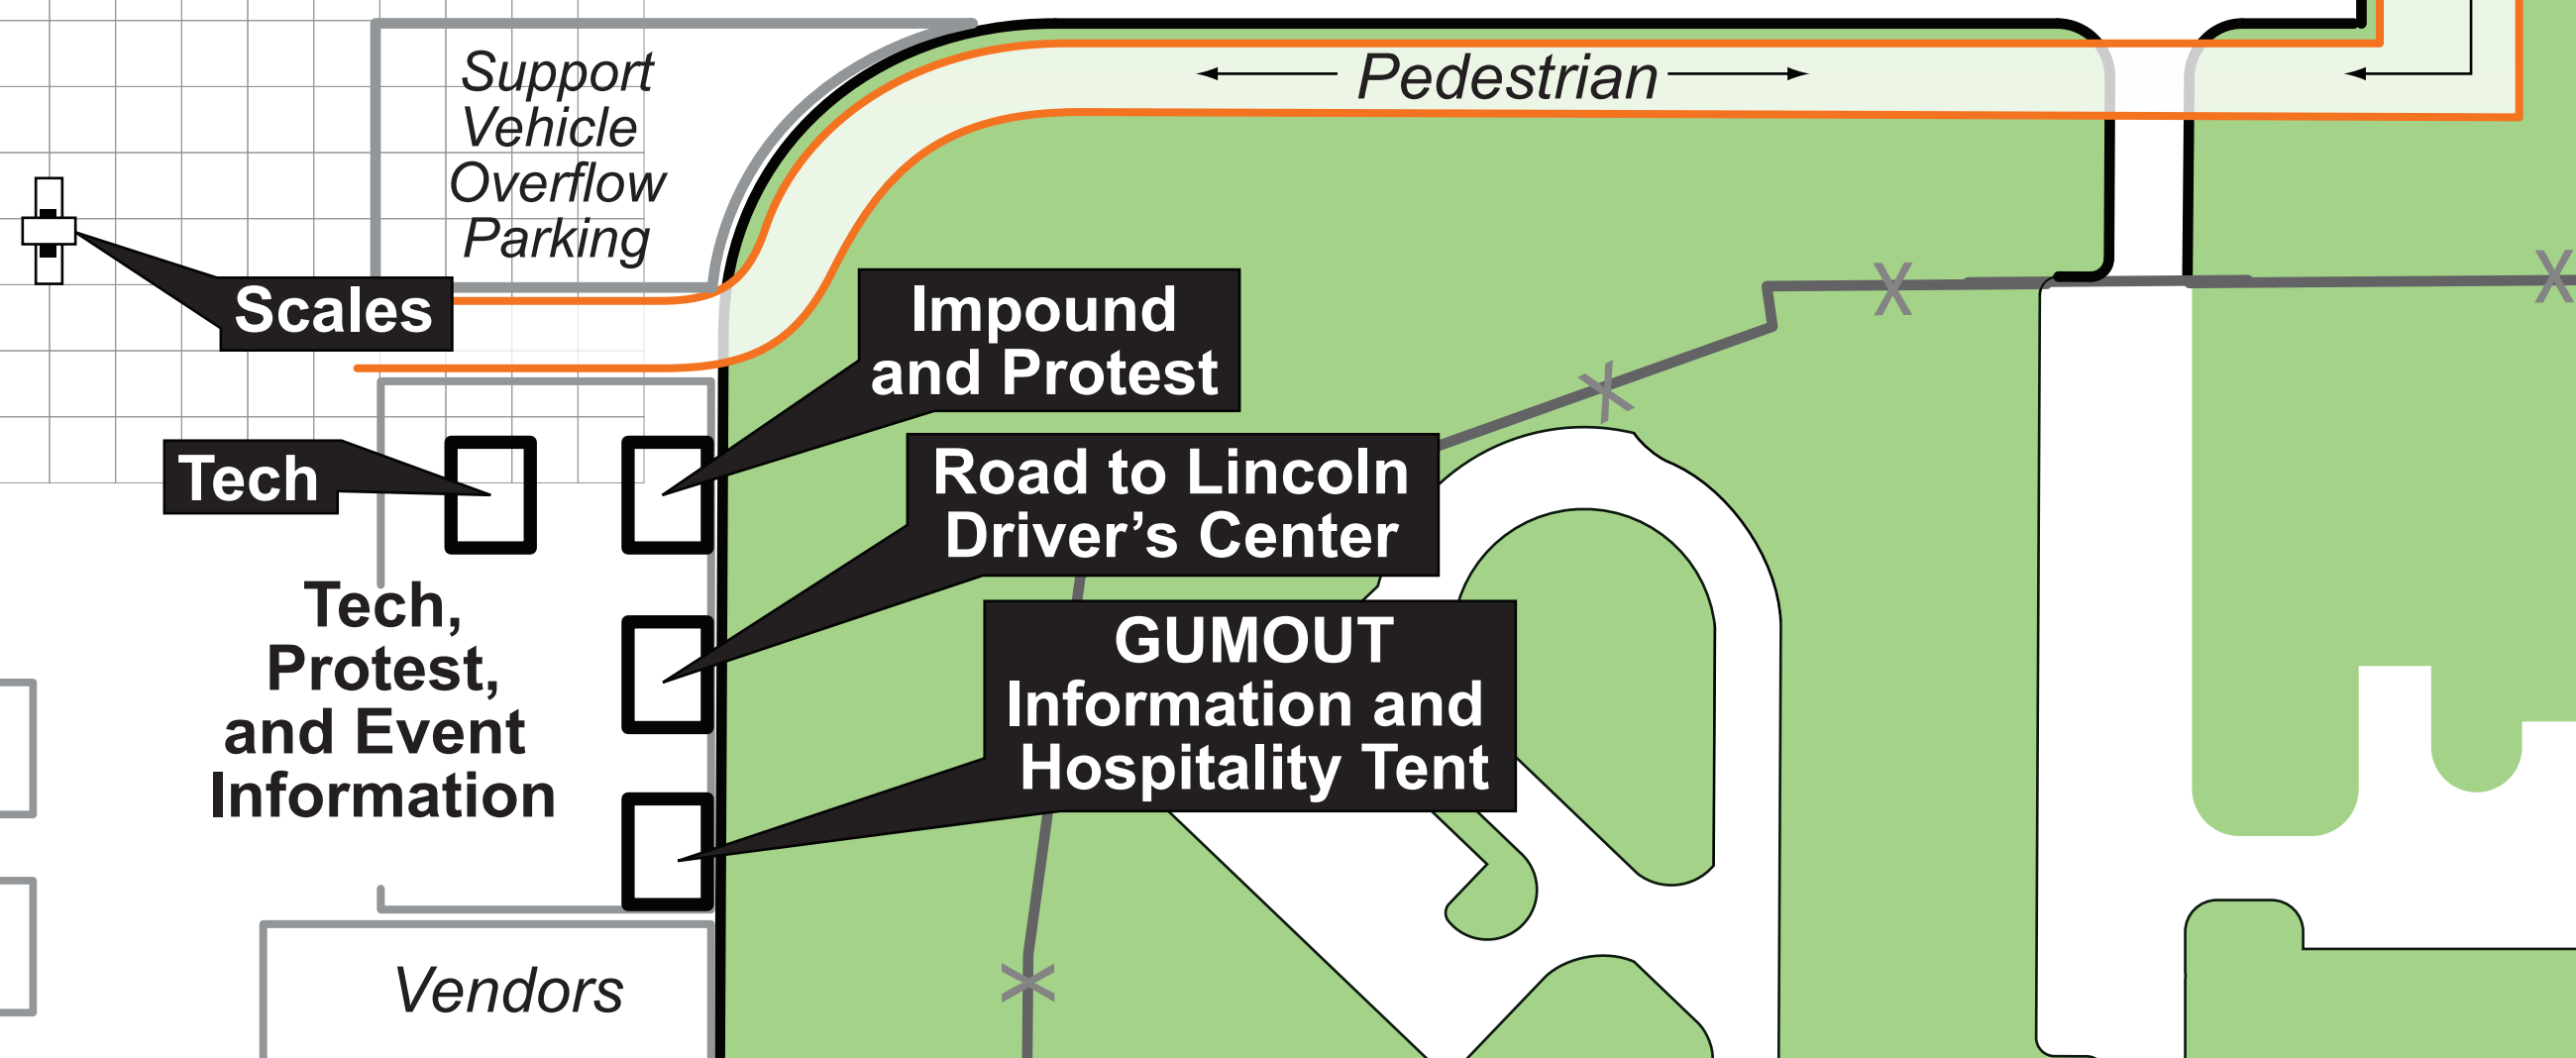 Support
Vehicle
Overflow
Parking
Pedestrian
Scales
Impound
and Protest
Tech
Road to Lincoln
Driver’s Center
Tech,
Protest,
and Event
Information
GUMOUT
Information and
Hospitality Tent
Vendors